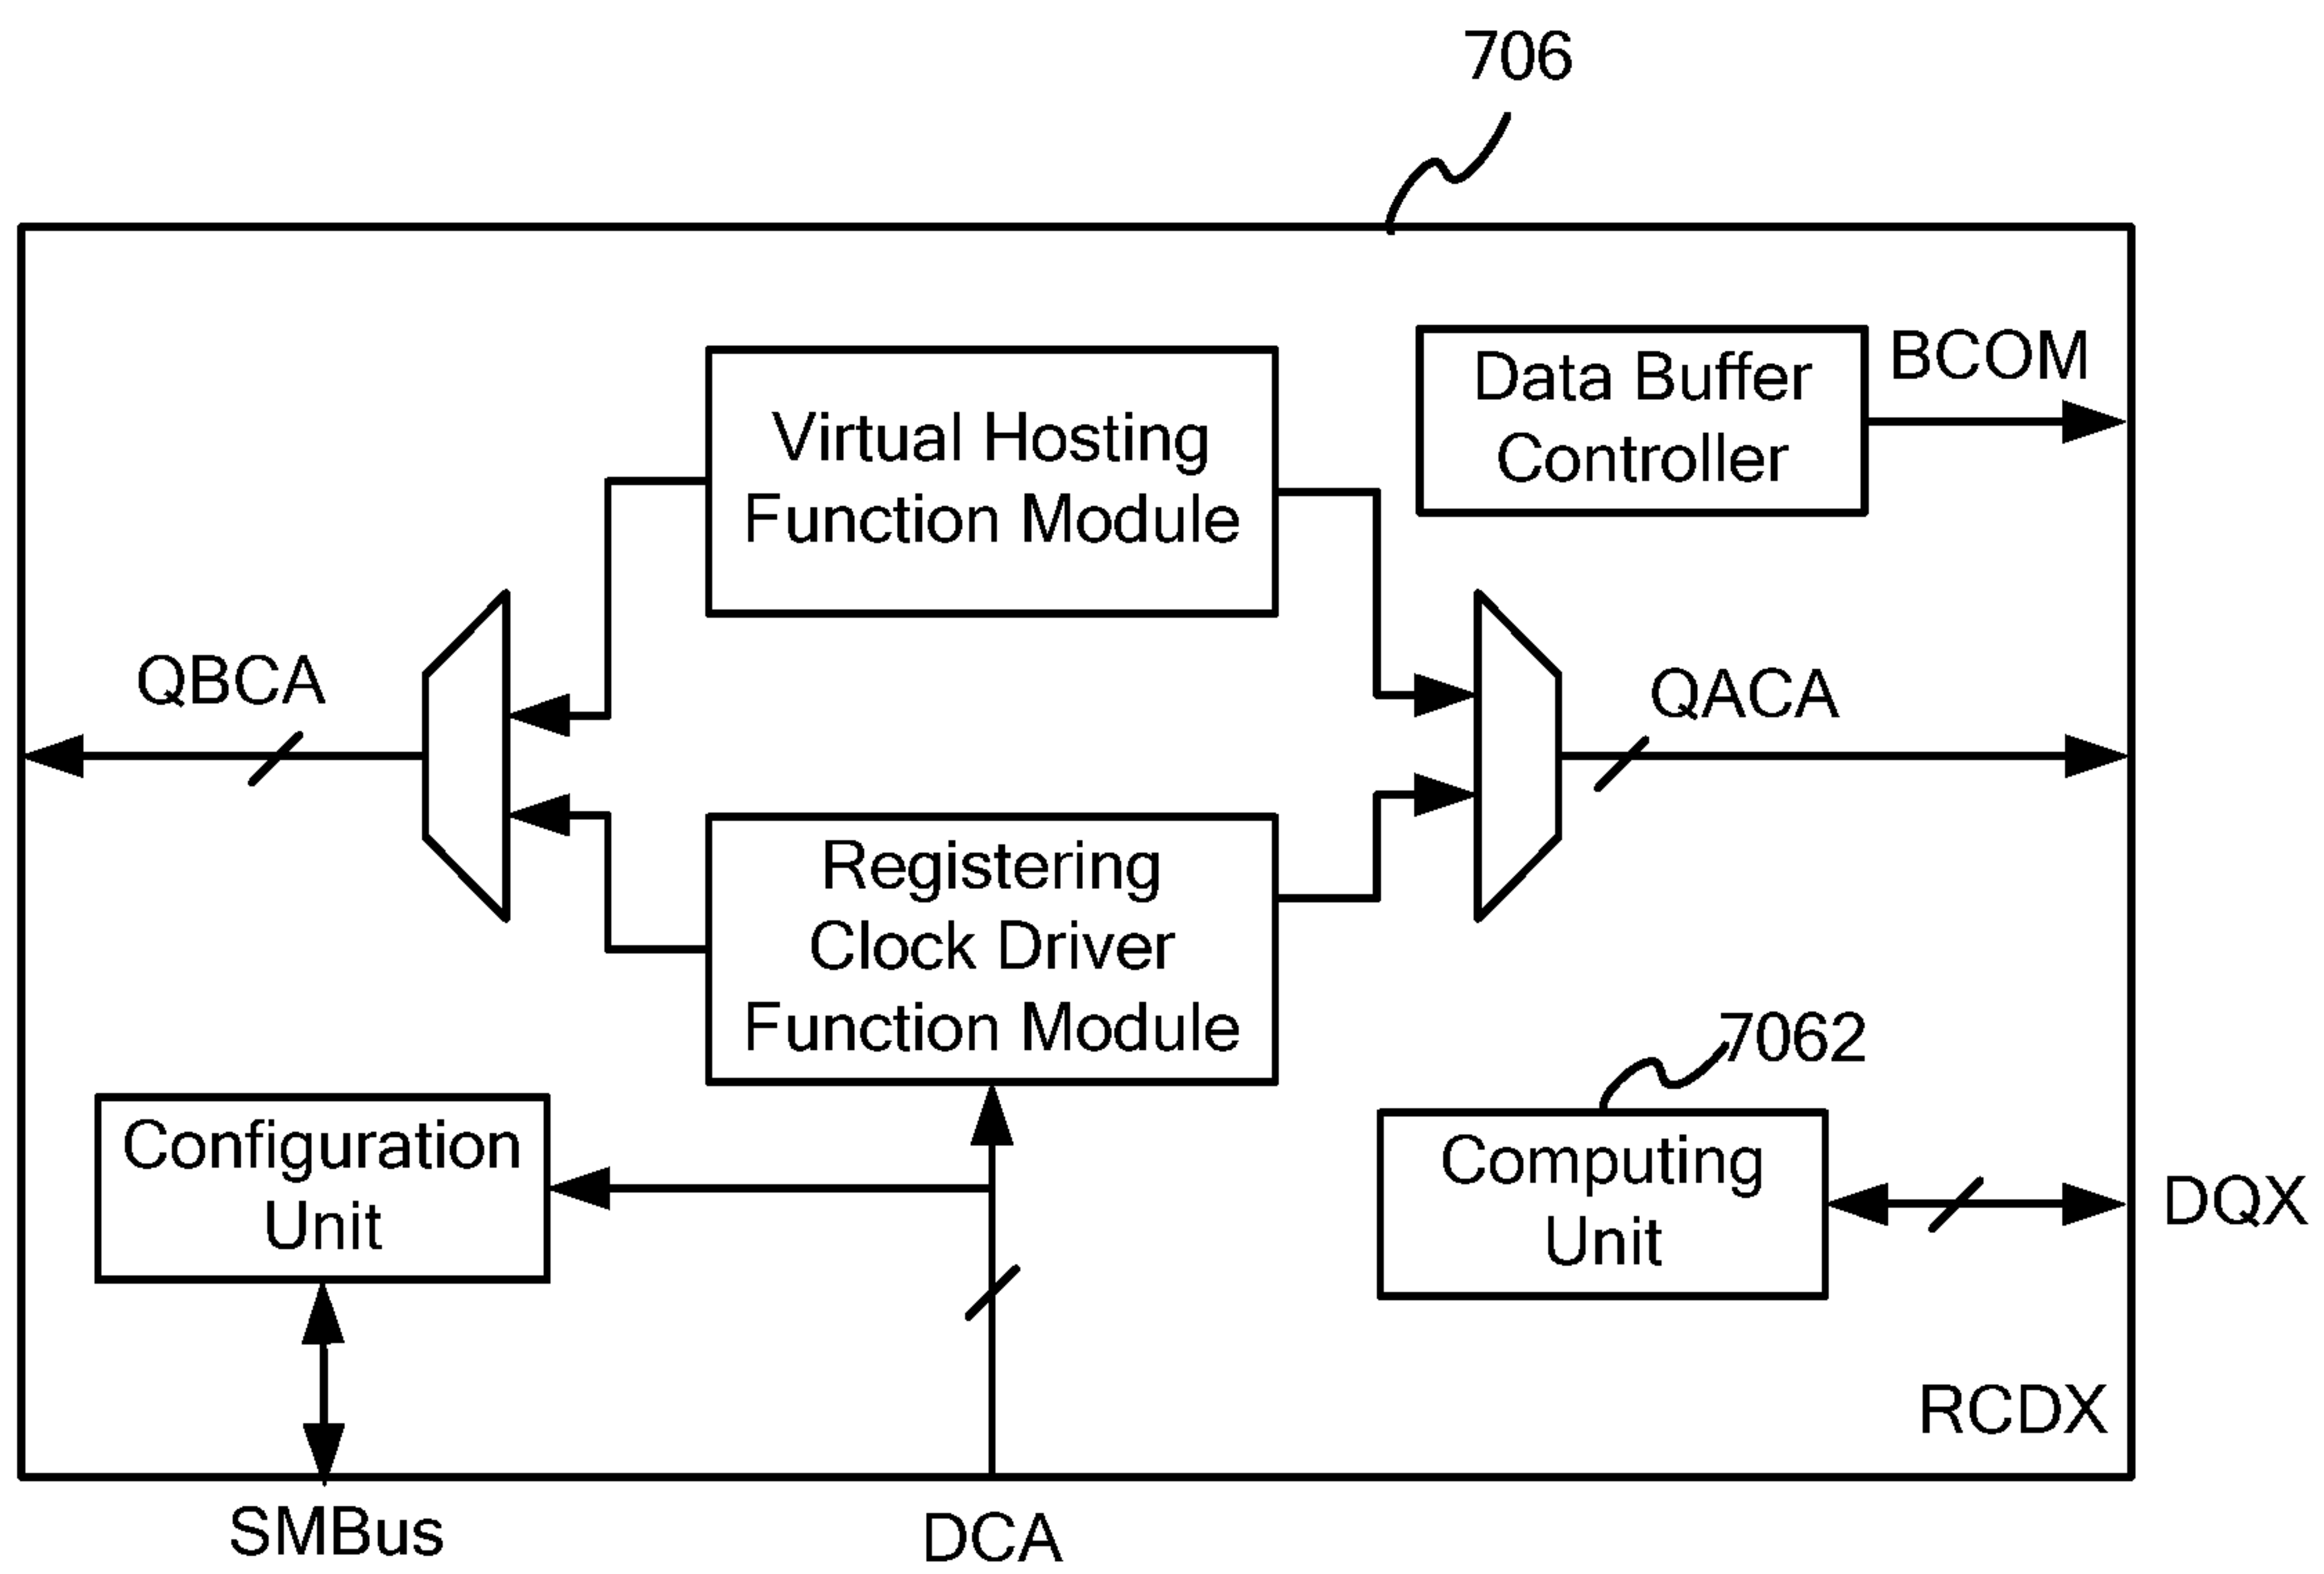 706
Data Buffer
Controller
BCOM
Virtual Hosting
Function Module
QBCA
QACA
Registering
Clock Driver
Function Module
7062
Configuration
Unit
Computing
Unit
DQX
RCDX
SMBus
DCA